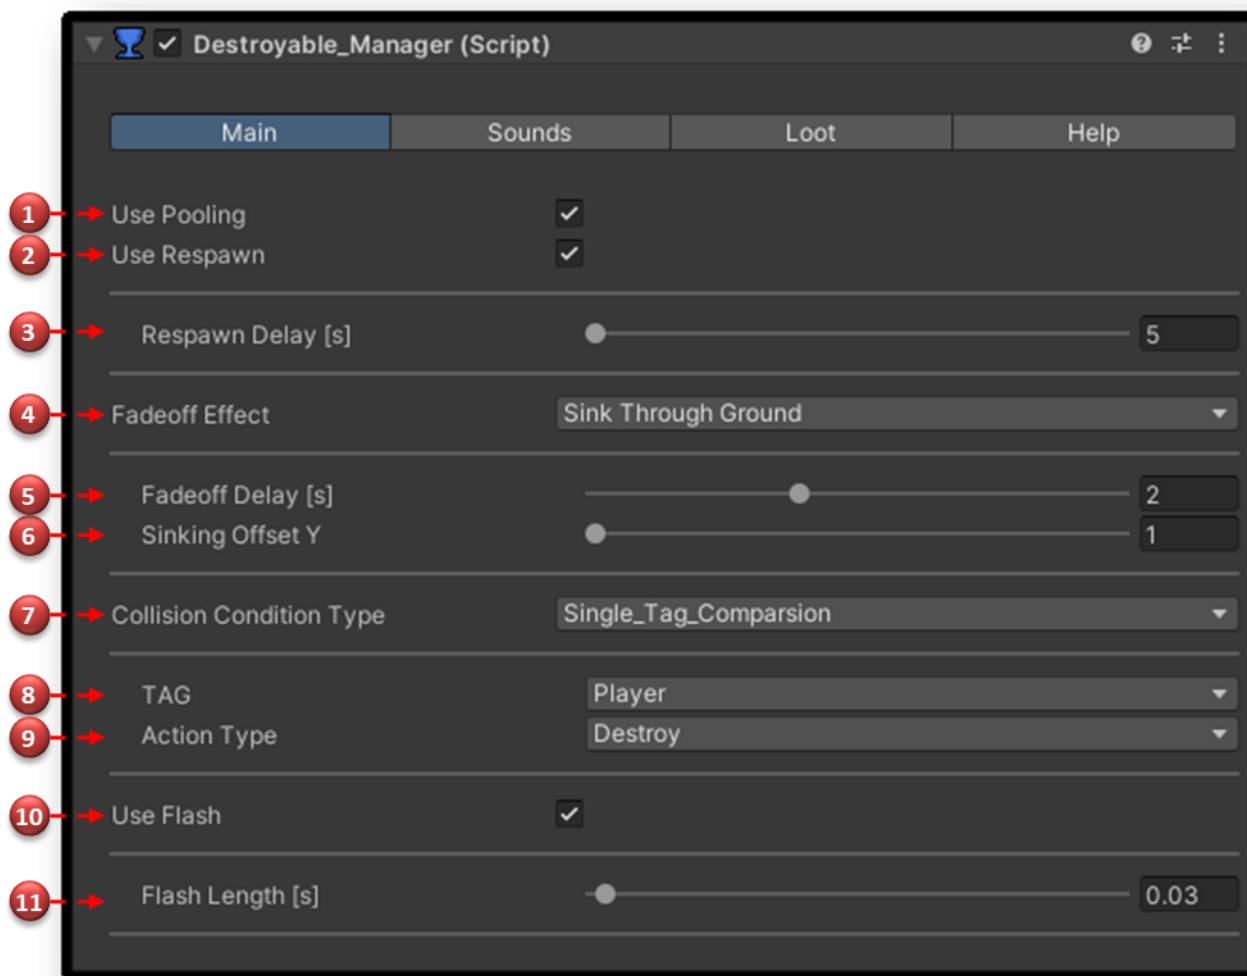 Destroyable_Manager (Script)
Main Sounds Loot Help
1 Use Pooling
2 Use Respawn
3 Respawn Delay [s] 5
4 Fadeoff Effect Sink Through Ground
5 Fadeoff Delay [s] 2
6 Sinking Offset Y 1
7 Collision Condition Type Single_Tag_Comparsion
8 TAG Player
9 Action Type Destroy
10 Use Flash
11 Flash Length [s] 0.03